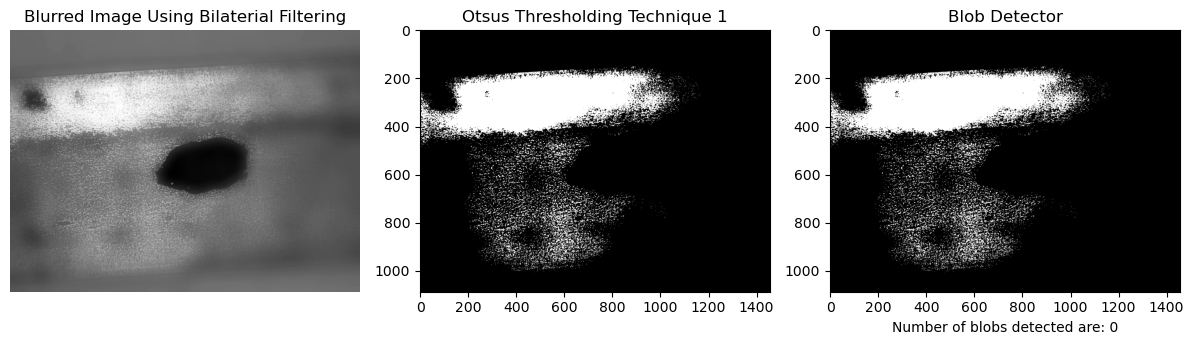 Blurred Image Using Bilaterial Filtering
Otsus Thresholding Technique 1
Blob Detector
0
200
400
600
800
1000
0 200 400 600 800 1000 1200 1400
0
200
400
600
800
1000
0 200 400 600 800 1000 1200 1400
Number of blobs detected are: 0